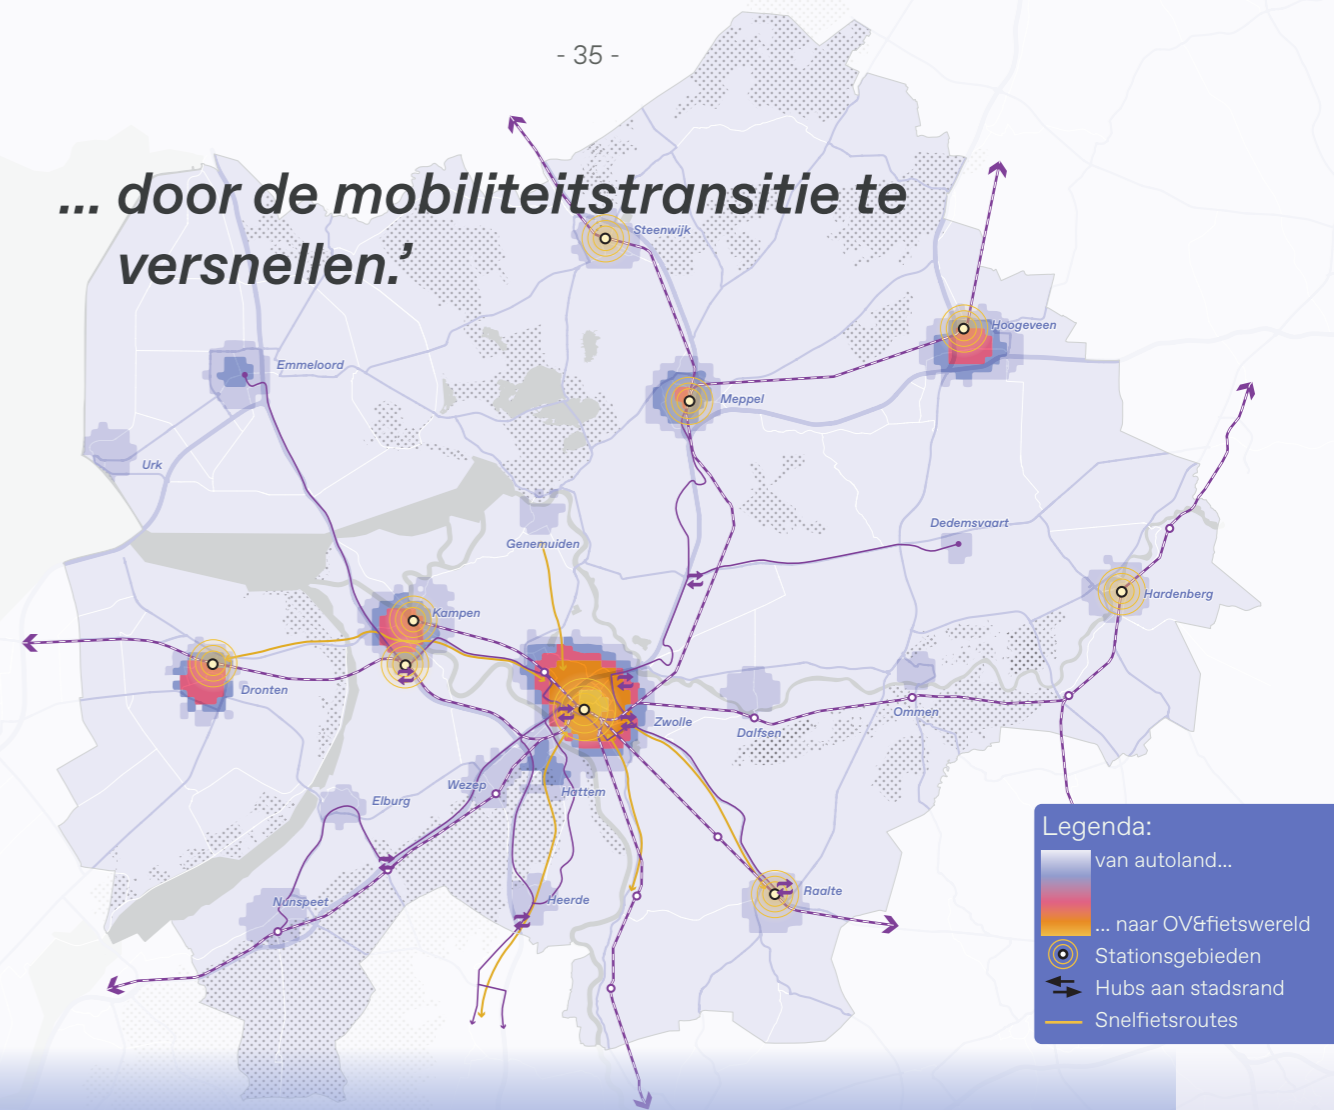 - 35 -
... door de mobiliteitstransitie te
versnellen.’
Steenwijk
Hoogeveen
Emmeloord
Meppel
Urk
Dedemsvaart
Genemuiden
Hardenberg
Kampen
Dronten
Ommen
Zwolle
Dalfsen
Wezep
Hattem
Elburg
Raalte
Nunspeet
Heerde
Legenda:
van autoland...
... naar OV&fietswereld
Stationsgebieden
Hubs aan stadsrand
Snelfietsroutes